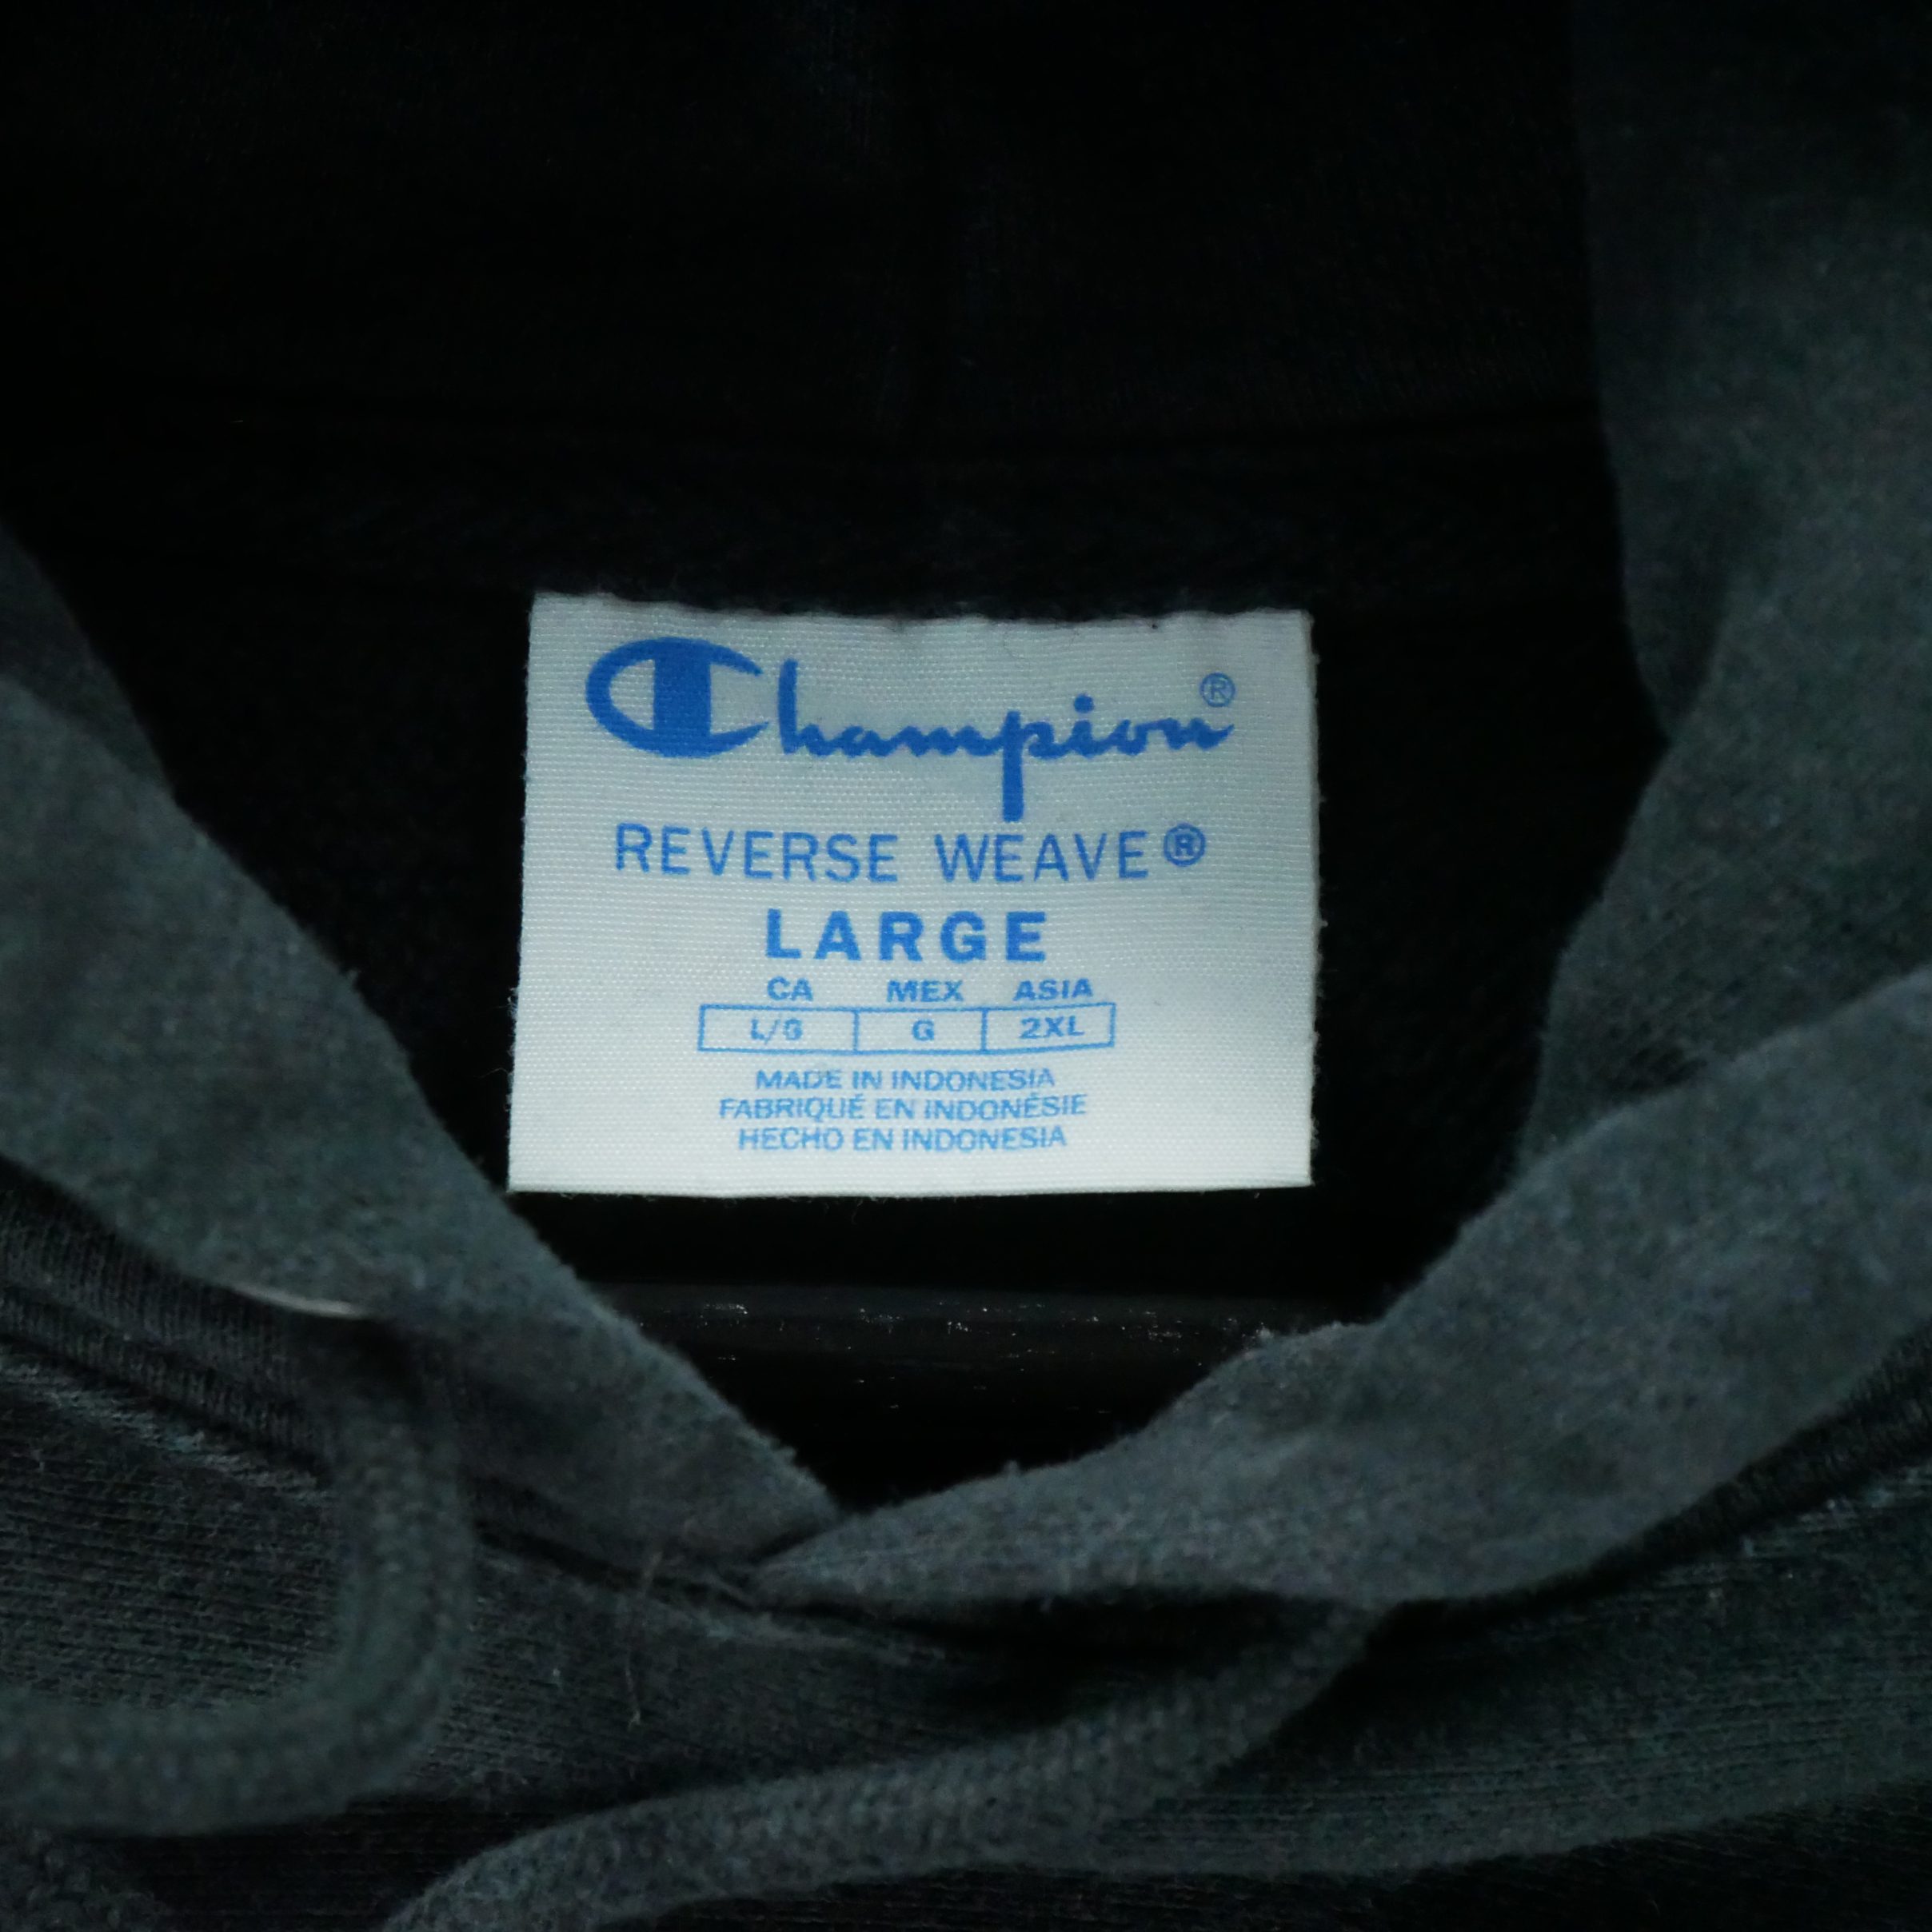 Champion®
REVERSE WEAVE®
LARGE
CA MEX ASIA
L/G G 2XL
MADE IN INDONESIA
FABRIQUÉ EN INDONÉSIE
HECHO EN INDONESIA